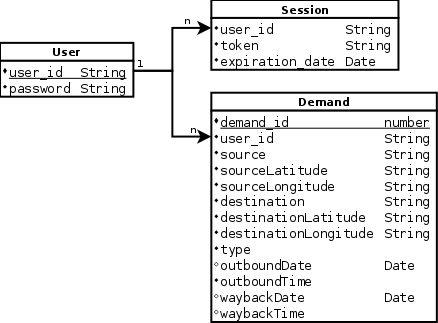 User
user_id String
password String
1
n
n
Session
user_id String
token String
expiration_date Date
Demand
demand_id number
user_id String
source String
sourceLatitude String
sourceLongitude String
destination String
destinationLatitude String
destinationLongitude String
type
outboundDate Date
outboundTime
waybackDate Date
waybackTime